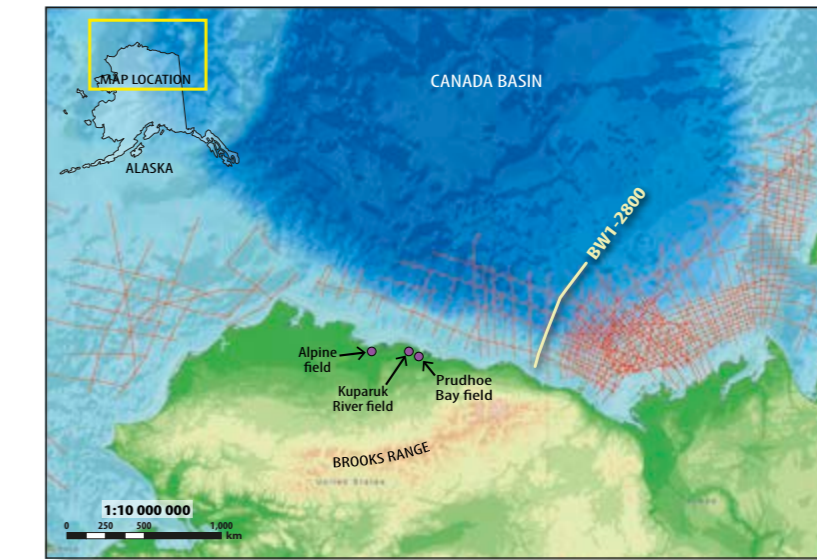 MAP LOCATION
ALASKA
CANADA BASIN
BW1-2800
Alpine
field
Kuparuk
River field
Prudhoe
Bay field
BROOKS RANGE
United States
1:10 000 000
0 250 500 1,000
km